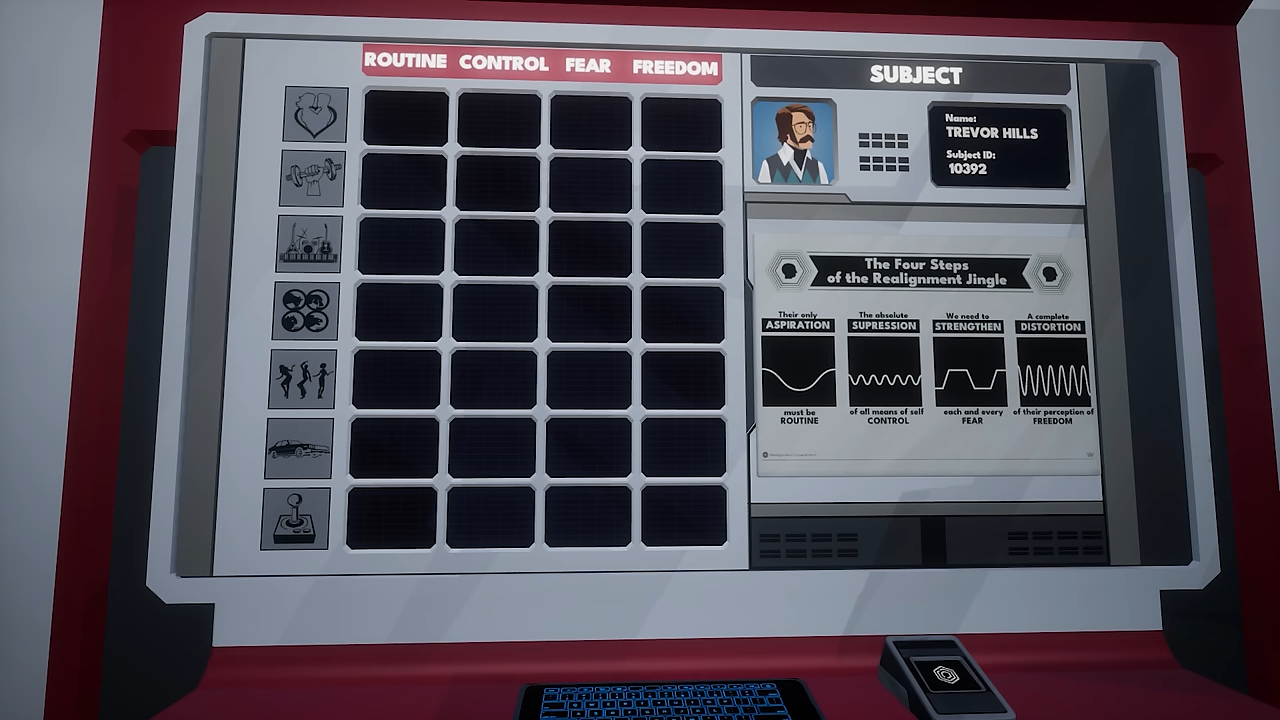 ROUTINE CONTROL FEAR FREEDOM
SUBJECT
Name:
TREVOR HILLS
Subject ID:
10392
The Four Steps
of the Realignment Jingle
Their only
ASPIRATION
must be
ROUTINE
The absolute
SUPRESSION
of all means of self
CONTROL
We need to
STRENGTHEN
each and every
FEAR
A complete
DISTORTION
of their perception of
FREEDOM